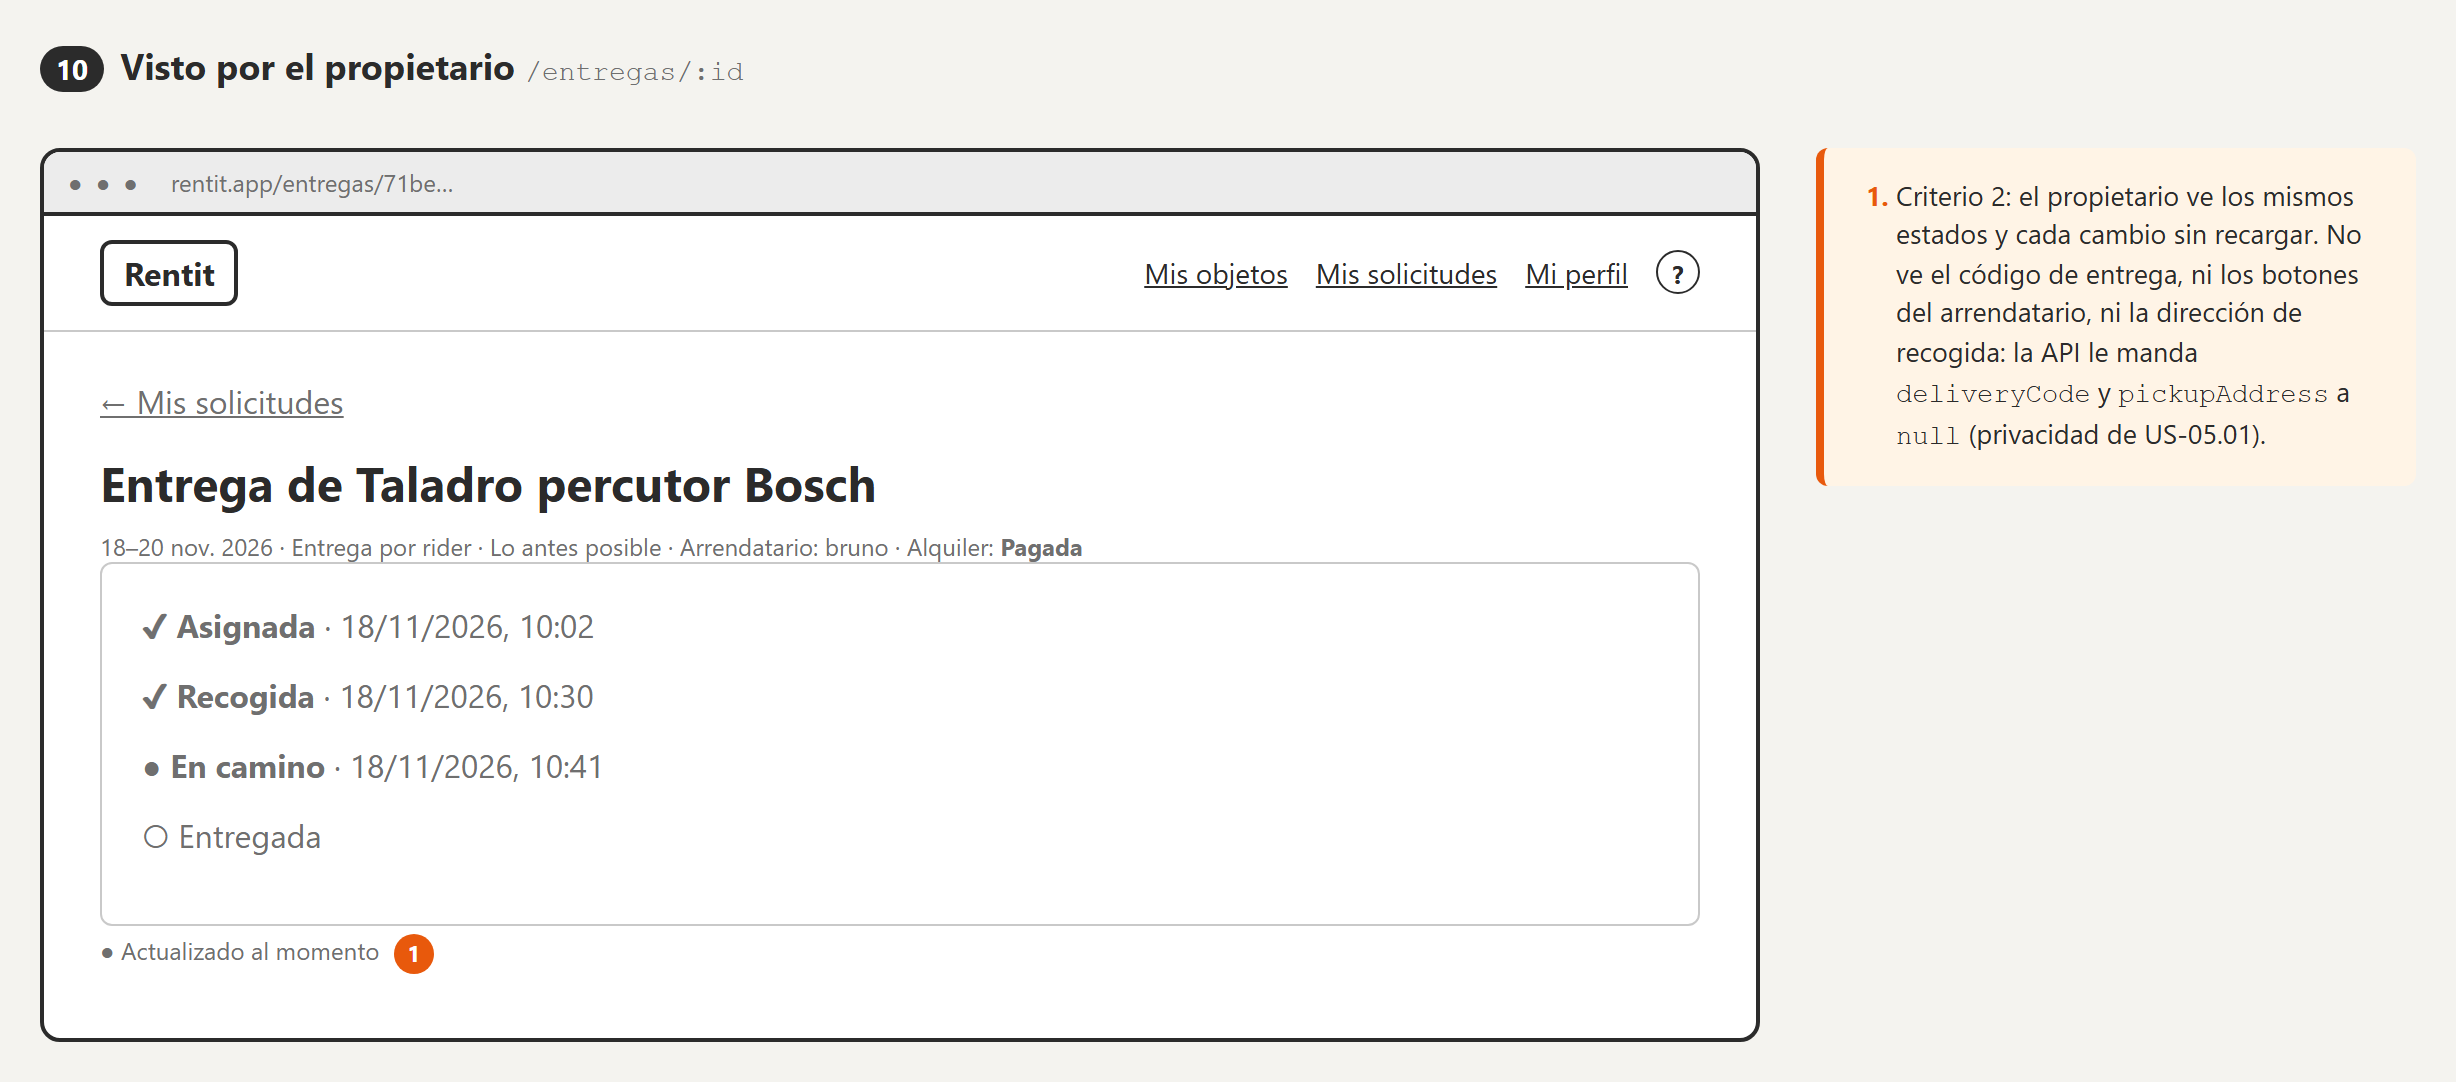 10 Visto por el propietario /entregas/:id
rentit.app/entregas/71be...
Rentit
Mis objetos Mis solicitudes Mi perfil ?
← Mis solicitudes
Entrega de Taladro percutor Bosch
18–20 nov. 2026 · Entrega por rider · Lo antes posible · Arrendatario: bruno · Alquiler: Pagada
✓ Asignada · 18/11/2026, 10:02
✓ Recogida · 18/11/2026, 10:30
● En camino · 18/11/2026, 10:41
○ Entregada
● Actualizado al momento 1
1. Criterio 2: el propietario ve los mismos
estados y cada cambio sin recargar. No
ve el código de entrega, ni los botones
del arrendatario, ni la dirección de
recogida: la API le manda
deliveryCode y pickupAddress a
null (privacidad de US-05.01).